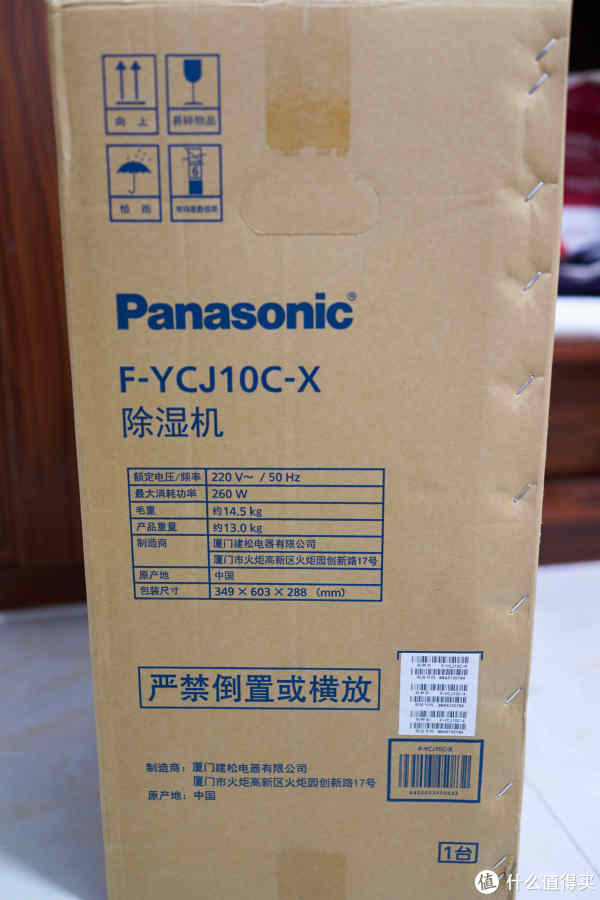 向上
易碎物品
怕雨
Panasonic®
F-YCJ10C-X
除湿机
额定电压/频率 220 V～ / 50 Hz
最大消耗功率 260 W
毛重 约14.5 kg
产品重量 约13.0 kg
制造商 厦门建松电器有限公司
厦门市火炬高新区火炬园创新路17号
原产地 中国
包装尺寸 349 × 603 × 288 （mm）
严禁倒置或横放
F-YCJ10C-X
F-YCJ10C-X
F-YCJ10C-X
F-YCJ10C-X
制造商：厦门建松电器有限公司
厦门市火炬高新区火炬园创新路17号
原产地：中国
1台
值 什么值得买